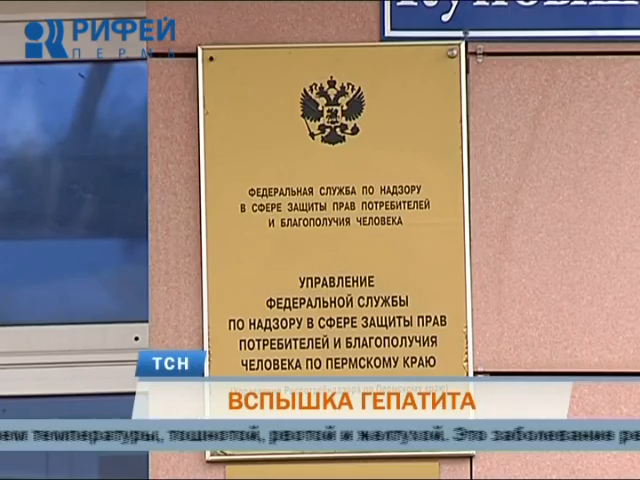 РИФЕЙ
ПЕРМЬ
ФЕДЕРАЛЬНАЯ СЛУЖБА ПО НАДЗОРУ
В СФЕРЕ ЗАЩИТЫ ПРАВ ПОТРЕБИТЕЛЕЙ
И БЛАГОПОЛУЧИЯ ЧЕЛОВЕКА
УПРАВЛЕНИЕ
ФЕДЕРАЛЬНОЙ СЛУЖБЫ
ПО НАДЗОРУ В СФЕРЕ ЗАЩИТЫ ПРАВ
ПОТРЕБИТЕЛЕЙ И БЛАГОПОЛУЧИЯ
ЧЕЛОВЕКА ПО ПЕРМСКОМУ КРАЮ
ТСН
ВСПЫШКА ГЕПАТИТА
температуры, тошнотой, рвотой и желтухой. Это заболевание